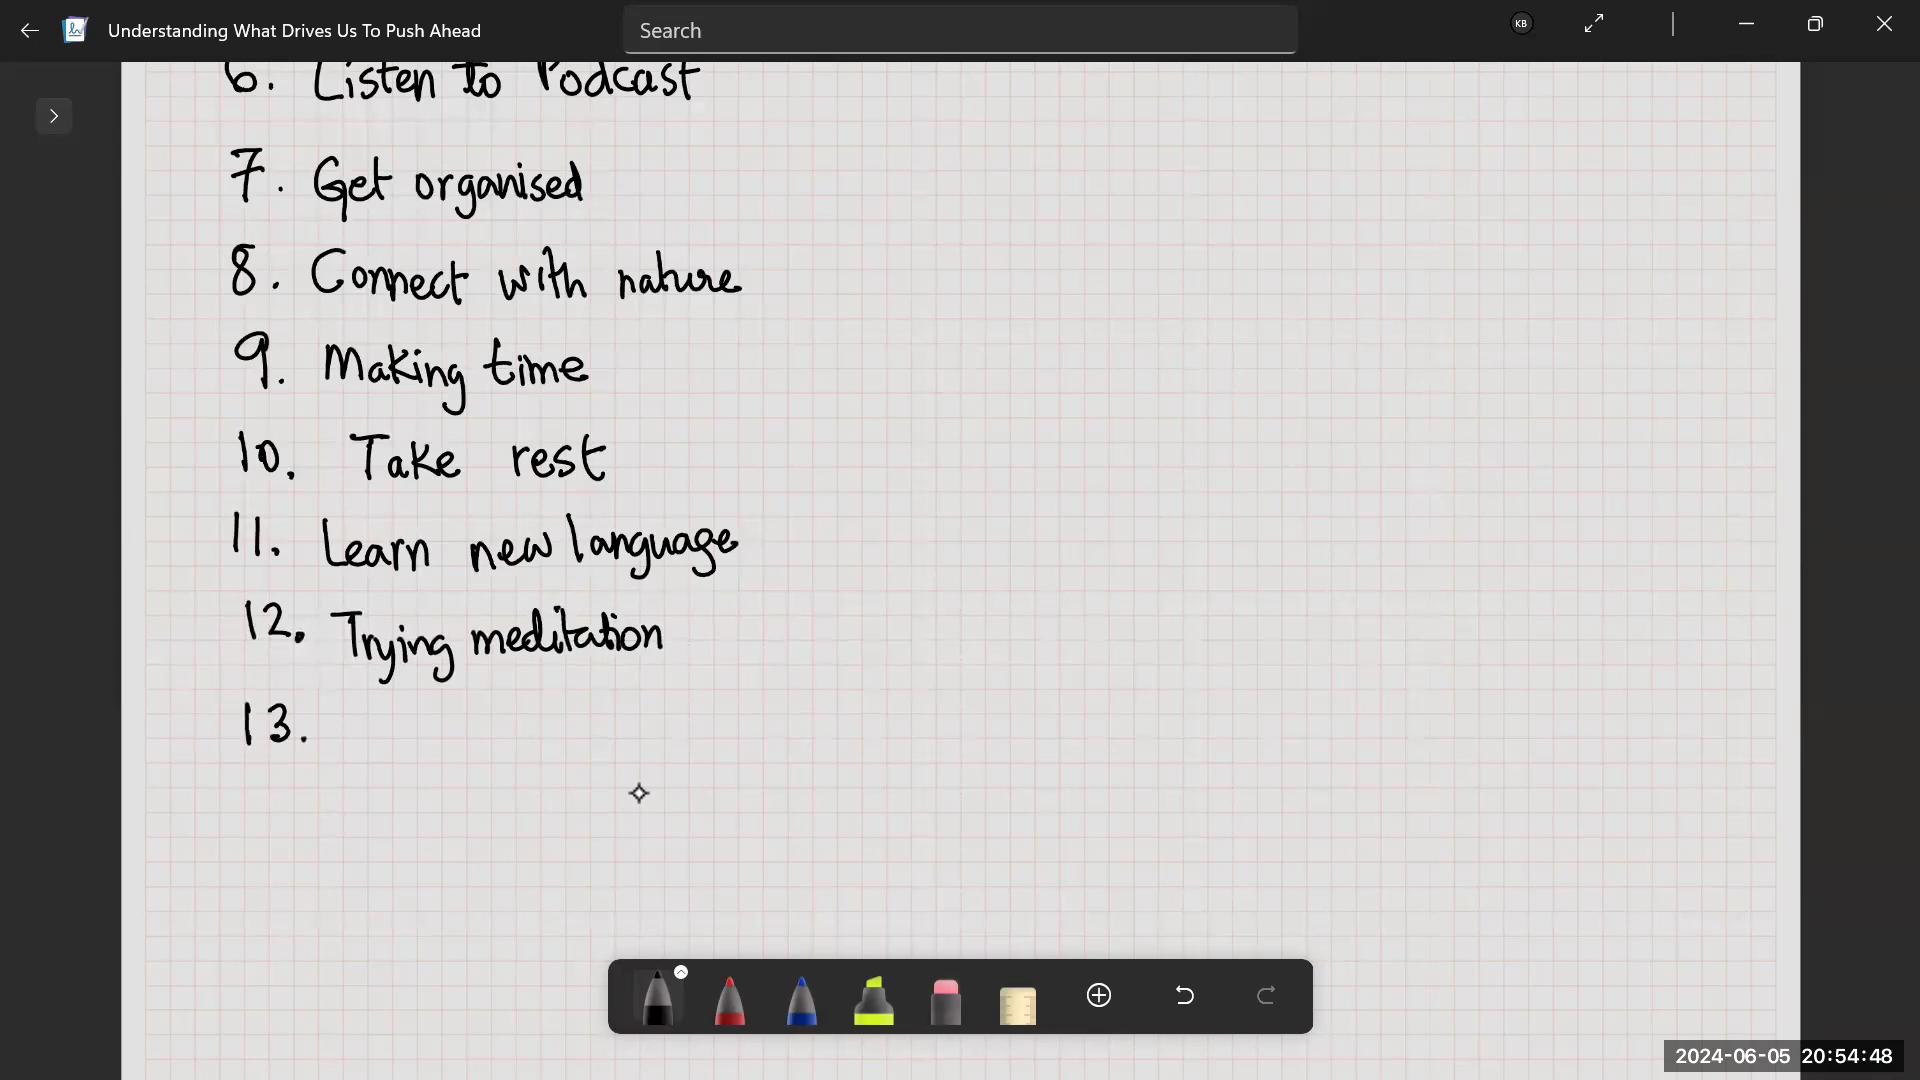 Understanding What Drives Us To Push Ahead
Search
KB
6. Listen to Podcast
7. Get organised
8. Connect with nature
9. Making time
10. Take rest
11. Learn new language
12. Trying meditation
13.
2024-06-05 20:54:48